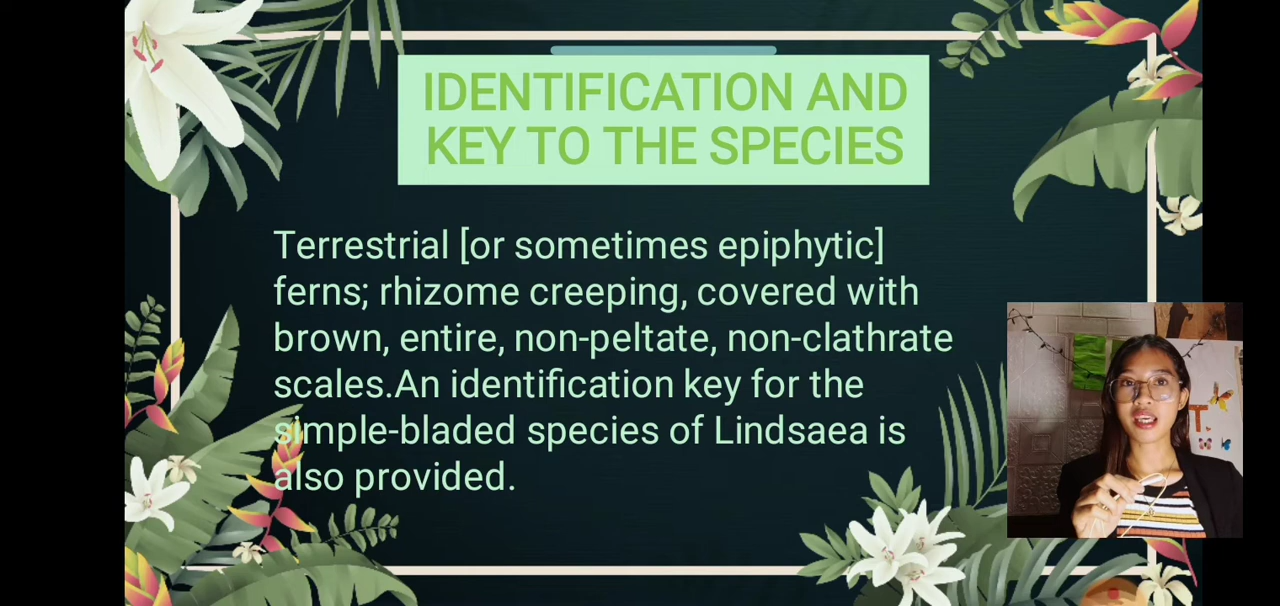 IDENTIFICATION AND
KEY TO THE SPECIES
Terrestrial [or sometimes epiphytic]
ferns; rhizome creeping, covered with
brown, entire, non-peltate, non-clathrate
scales.An identification key for the
simple-bladed species of Lindsaea is
also provided.
T